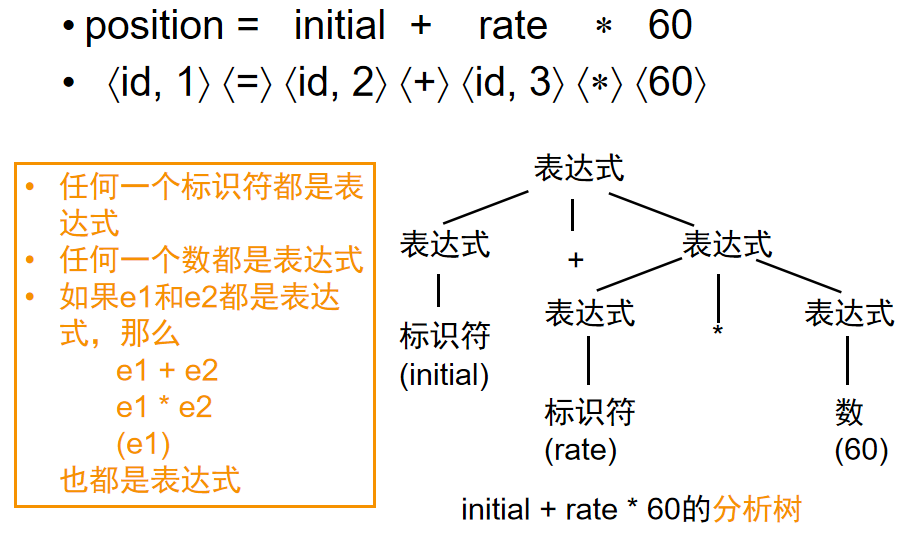 • position = initial + rate * 60
• 〈id, 1〉 〈=〉 〈id, 2〉 〈+〉 〈id, 3〉 〈*〉 〈60〉
• 任何一个标识符都是表
达式
• 任何一个数都是表达式
• 如果e1和e2都是表达
式，那么
e1 + e2
e1 * e2
(e1)
也都是表达式
表达式
表达式 + 表达式
标识符
(initial)
表达式 * 表达式
标识符
(rate)
数
(60)
initial + rate * 60的分析树